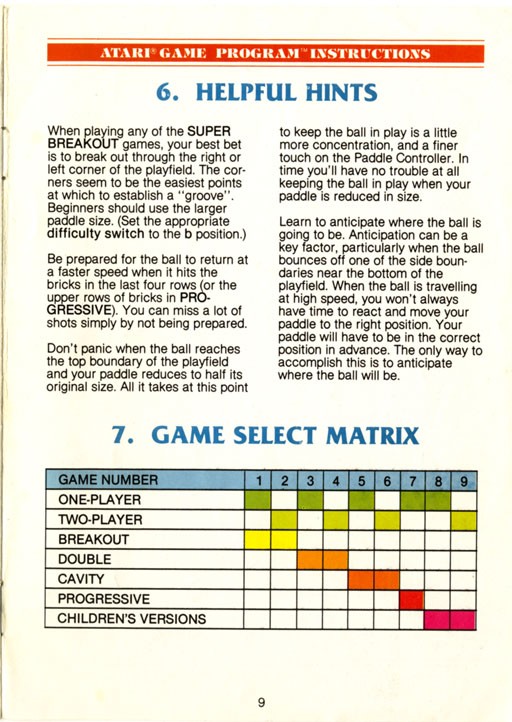 ATARI® GAME PROGRAM™ INSTRUCTIONS
6. HELPFUL HINTS
When playing any of the SUPER
BREAKOUT games, your best bet
is to break out through the right or
left corner of the playfield. The cor-
ners seem to be the easiest points
at which to establish a "groove".
Beginners should use the larger
paddle size. (Set the appropriate
difficulty switch to the b position.)
Be prepared for the ball to return at
a faster speed when it hits the
bricks in the last four rows (or the
upper rows of bricks in PRO-
GRESSIVE). You can miss a lot of
shots simply by not being prepared.
Don't panic when the ball reaches
the top boundary of the playfield
and your paddle reduces to half its
original size. All it takes at this point
to keep the ball in play is a little
more concentration, and a finer
touch on the Paddle Controller. In
time you'll have no trouble at all
keeping the ball in play when your
paddle is reduced in size.
Learn to anticipate where the ball is
going to be. Anticipation can be a
key factor, particularly when the ball
bounces off one of the side boun-
daries near the bottom of the
playfield. When the ball is travelling
at high speed, you won't always
have time to react and move your
paddle to the right position. Your
paddle will have to be in the correct
position in advance. The only way to
accomplish this is to anticipate
where the ball will be.
7. GAME SELECT MATRIX
GAME NUMBER 1 2 3 4 5 6 7 8 9
ONE-PLAYER
TWO-PLAYER
BREAKOUT
DOUBLE
CAVITY
PROGRESSIVE
CHILDREN'S VERSIONS
9